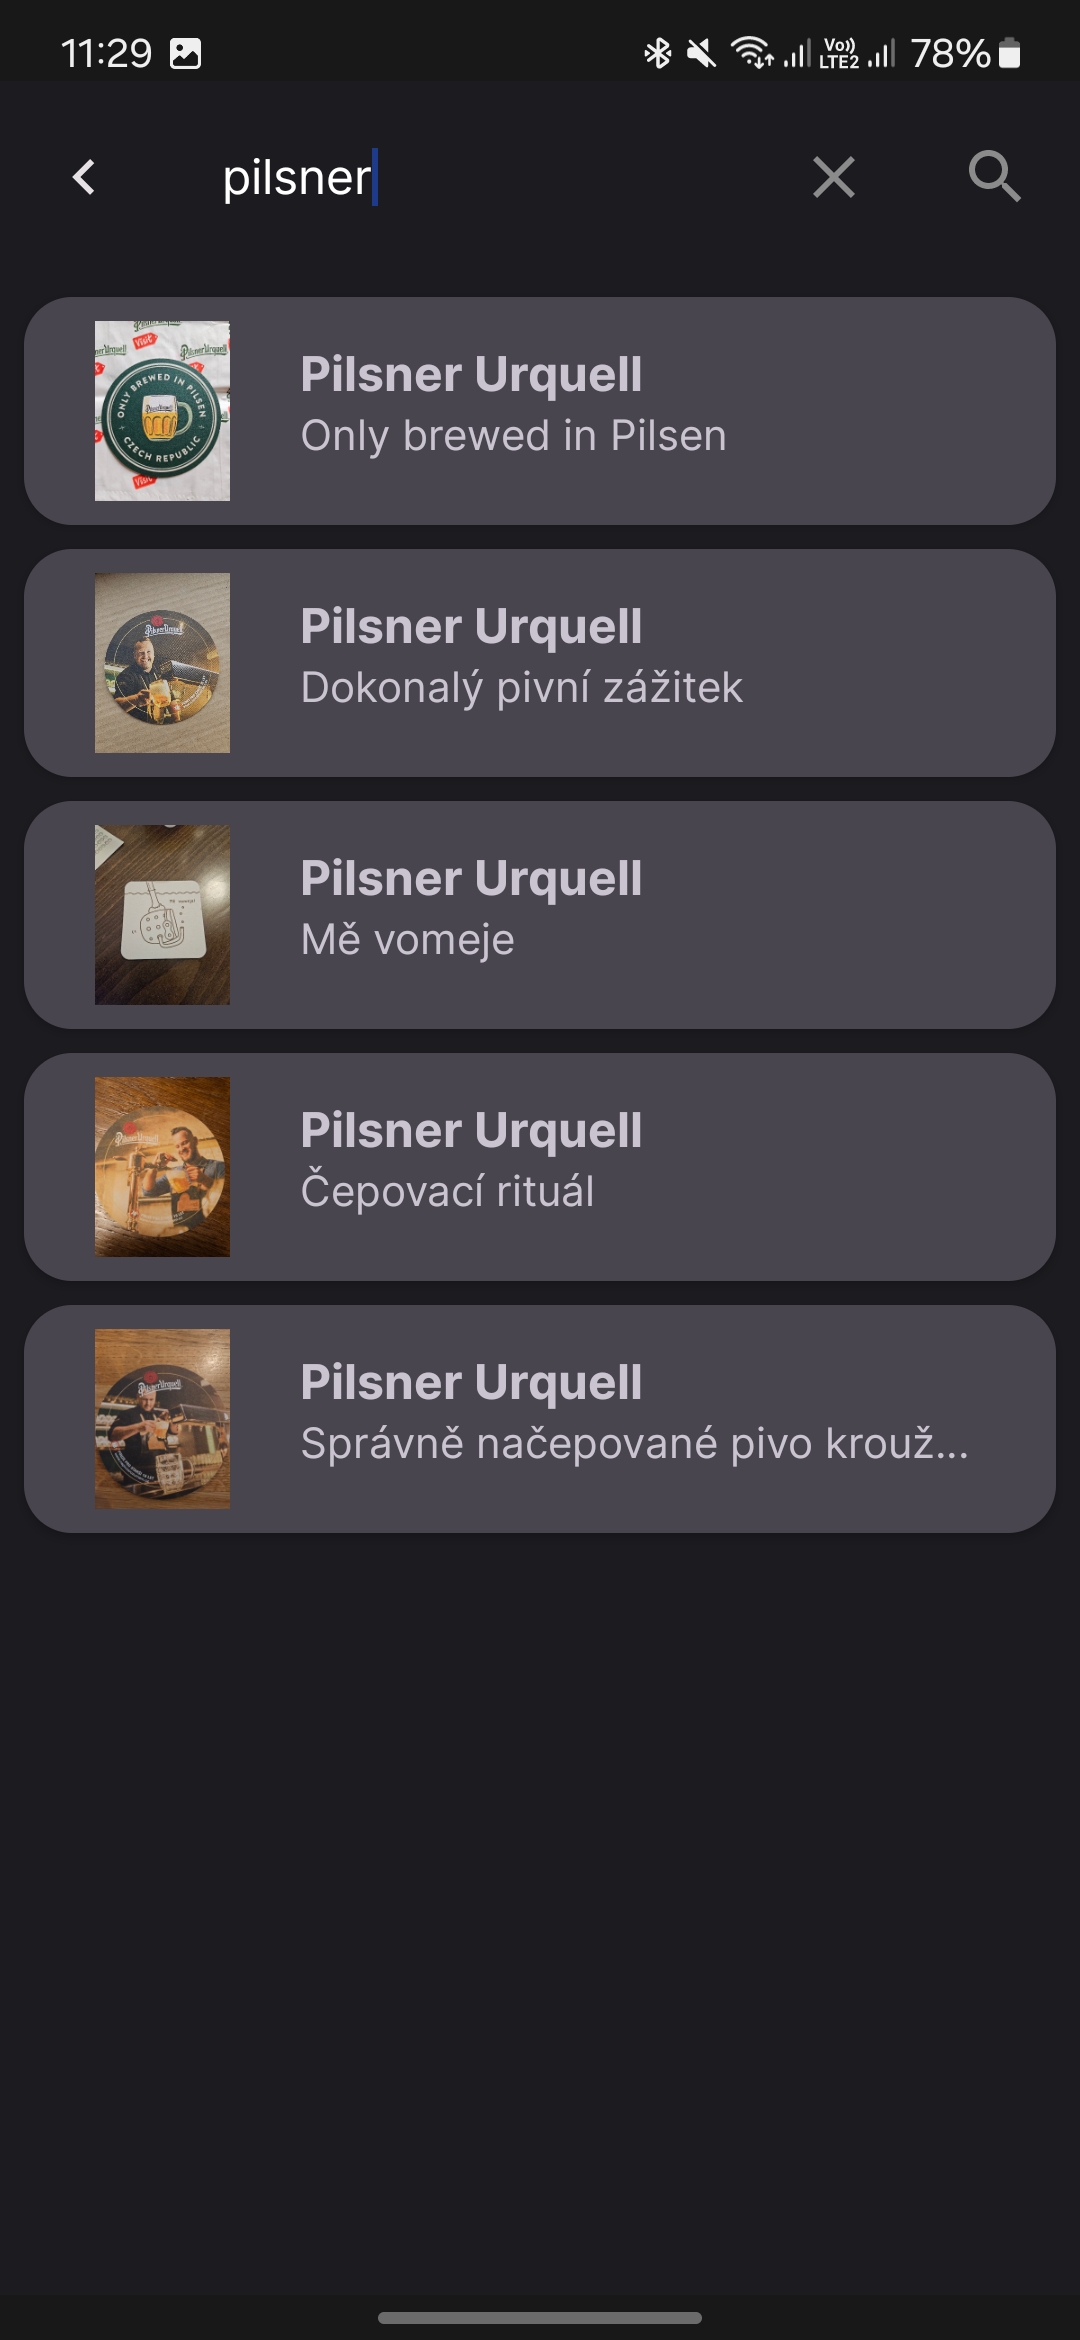 11:29
Vo))
LTE2
78%
pilsner
Pilsner Urquell
Only brewed in Pilsen
ONLY BREWED IN PILSEN
CZECH REPUBLIC
Pilsner Urquell
Dokonalý pivní zážitek
Pilsner Urquell
Mě vomeje
Pilsner Urquell
Čepovací rituál
Pilsner Urquell
Správně načepované pivo krouž...